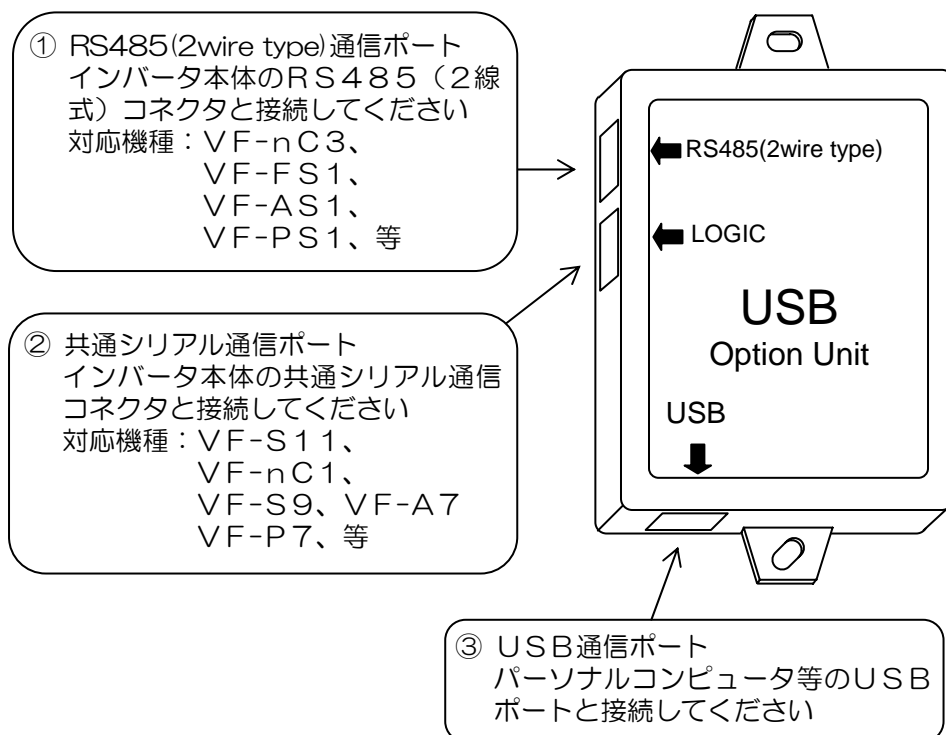 ① RS485(2wire type)通信ポート
インバータ本体のRS485(2線
式)コネクタと接続してください
対応機種:VF-nC3、
VF-FS1、
VF-AS1、
VF-PS1、等
② 共通シリアル通信ポート
インバータ本体の共通シリアル通信
コネクタと接続してください
対応機種:VF-S11、
VF-nC1、
VF-S9、VF-A7
VF-P7、等
RS485(2wire type)
LOGIC
USB
Option Unit
USB
③ USB通信ポート
パーソナルコンピュータ等のUSB
ポートと接続してください